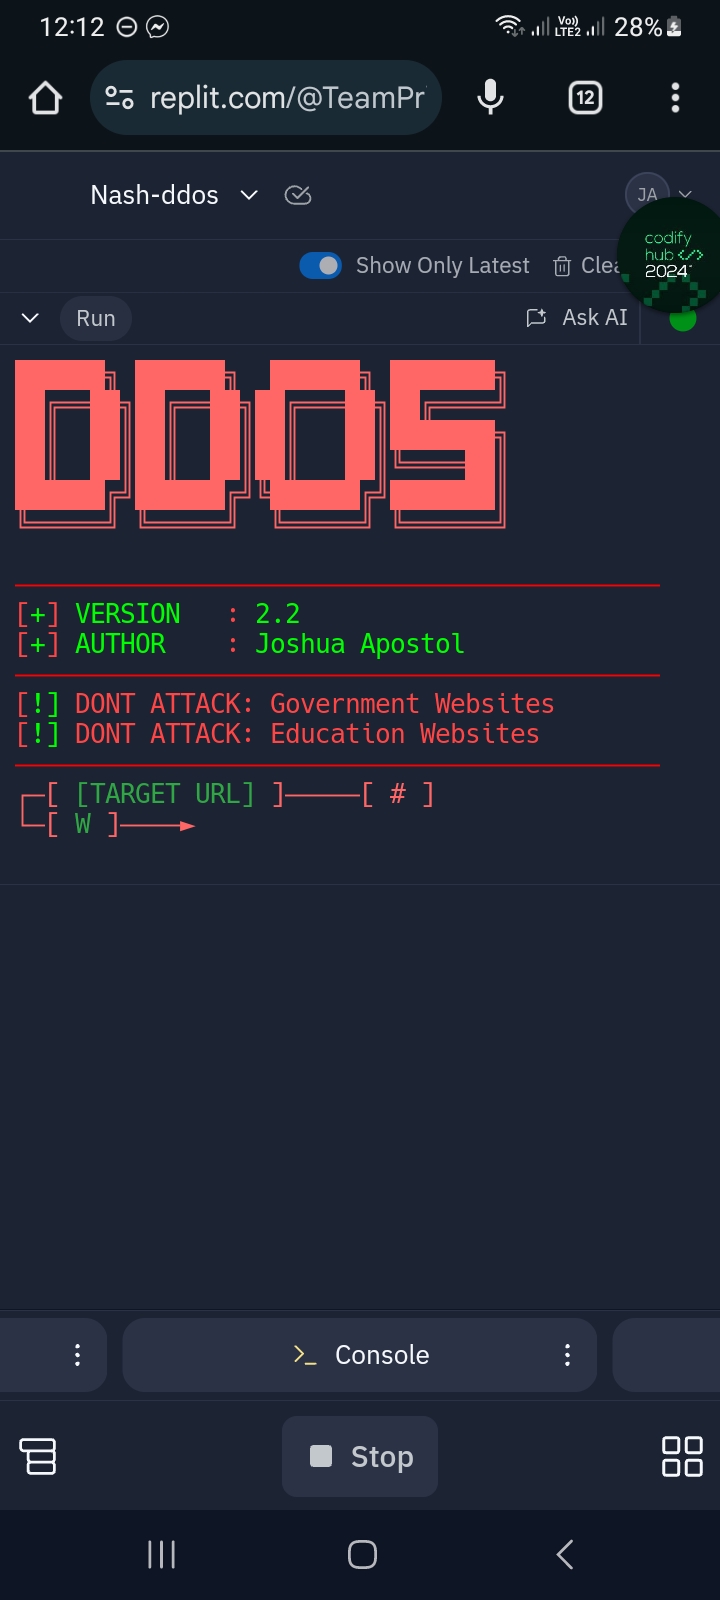 12:12 Vo)) LTE2 28%
replit.com/@TeamPr 12
Nash-ddos JA
codify
hub </>
2024
Show Only Latest Clea
Run Ask AI
DDOS
[+] VERSION : 2.2
[+] AUTHOR : Joshua Apostol
[!] DONT ATTACK: Government Websites
[!] DONT ATTACK: Education Websites
[ [TARGET URL] ] [ # ]
[ W ]
>_ Console
Stop